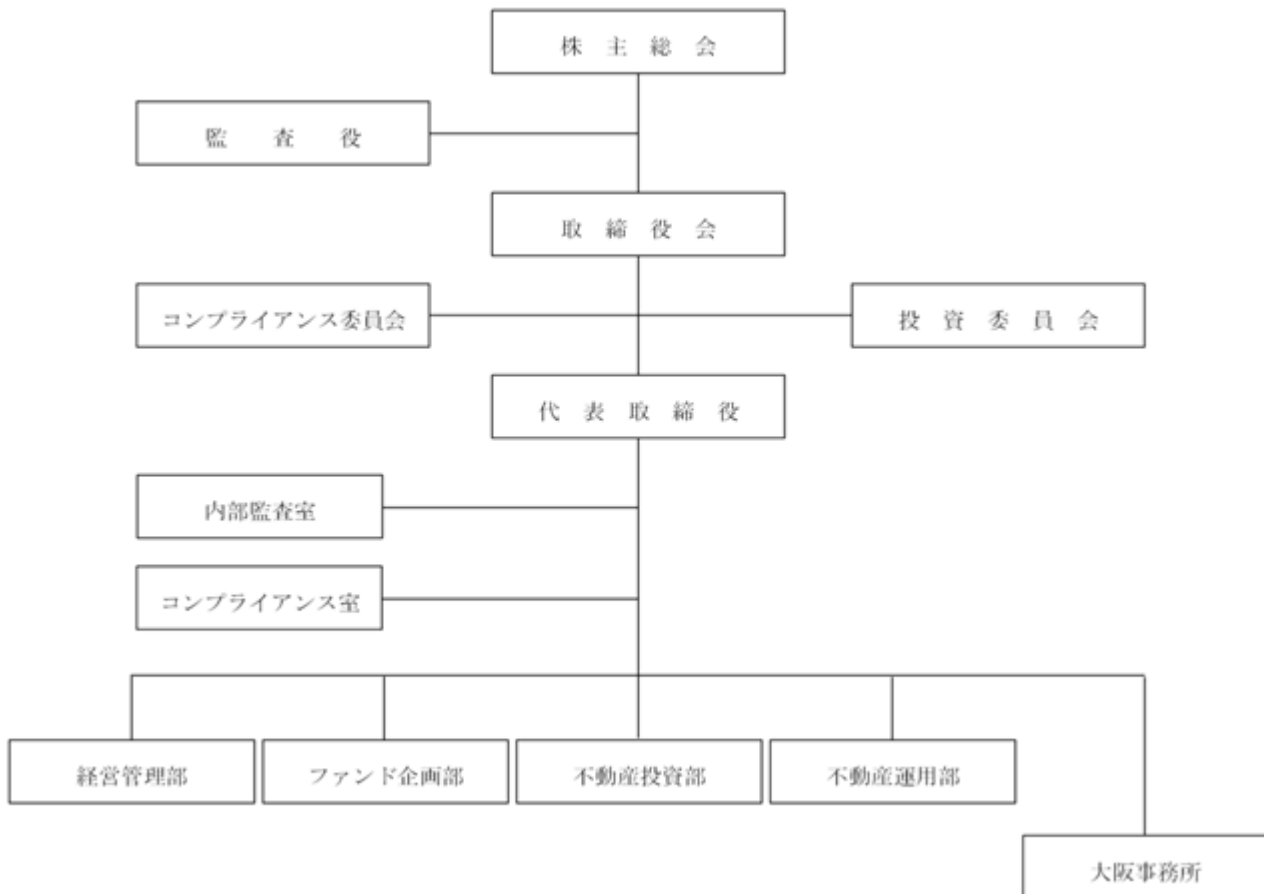 株 主 総 会
監 査 役
取 締 役 会
コンプライアンス委員会
投 資 委 員 会
代 表 取 締 役
内部監査室
コンプライアンス室
経営管理部
ファンド企画部
不動産投資部
不動産運用部
大阪事務所